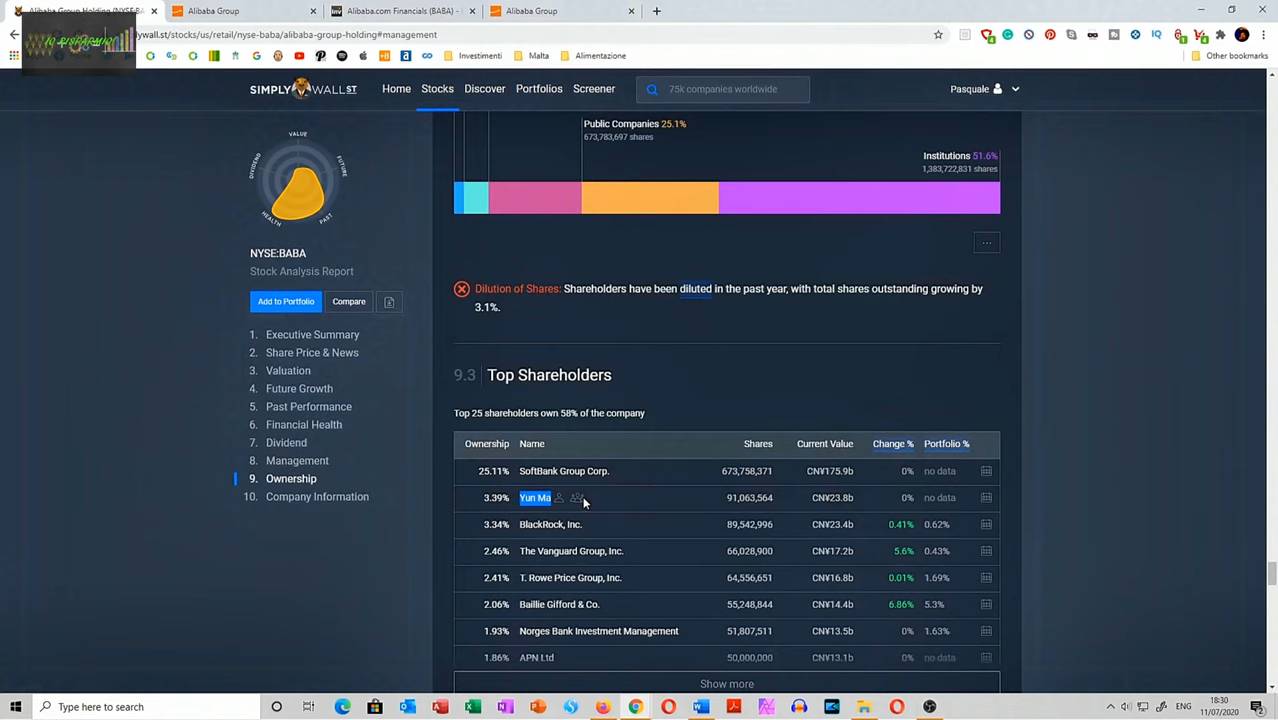 Alibaba Group Holding (NYSE:BA
Alibaba Group
Alibaba.com Financials (BABA) -
Alibaba Group
ywall.st/stocks/us/retail/nyse-baba/alibaba-group-holding#management
IO RISPARMIO
Investimenti
Malta
Alimentazione
Other bookmarks
SIMPLY WALL ST
Home
Stocks
Discover
Portfolios
Screener
75k companies worldwide
Pasquale
VALUE
FUTURE
PAST
HEALTH
DIVIDEND
NYSE:BABA
Stock Analysis Report
Add to Portfolio
Compare
1. Executive Summary
2. Share Price & News
3. Valuation
4. Future Growth
5. Past Performance
6. Financial Health
7. Dividend
8. Management
9. Ownership
10. Company Information
Public Companies 25.1%
673,783,697 shares
Institutions 51.6%
1,383,722,831 shares
...
Dilution of Shares: Shareholders have been diluted in the past year, with total shares outstanding growing by
3.1%.
9.3 Top Shareholders
Top 25 shareholders own 58% of the company
Ownership Name Shares Current Value Change % Portfolio %
25.11% SoftBank Group Corp. 673,758,371 CN¥175.9b 0% no data
3.39% Yun Ma 91,063,564 CN¥23.8b 0% no data
3.34% BlackRock, Inc. 89,542,996 CN¥23.4b 0.41% 0.62%
2.46% The Vanguard Group, Inc. 66,028,900 CN¥17.2b 5.6% 0.43%
2.41% T. Rowe Price Group, Inc. 64,556,651 CN¥16.8b 0.01% 1.69%
2.06% Baillie Gifford & Co. 55,248,844 CN¥14.4b 6.86% 5.3%
1.93% Norges Bank Investment Management 51,807,511 CN¥13.5b 0% 1.63%
1.86% APN Ltd 50,000,000 CN¥13.1b 0% no data
Show more
Type here to search
18:30
11/07/2020